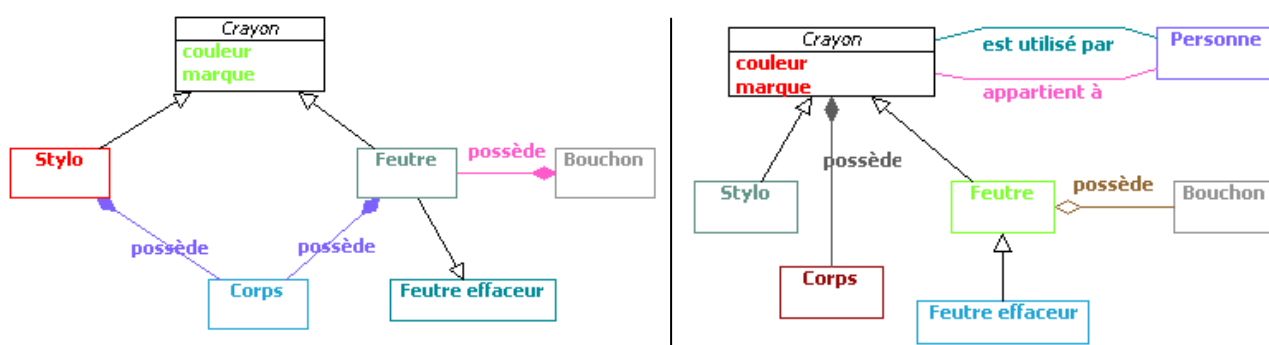 Crayon
couleur
marque
Stylo
Feutre
possède
Bouchon
possède
possède
Corps
Feutre effaceur
Crayon
couleur
marque
est utilisé par
Personne
appartient à
possède
Stylo
Feutre
possède
Bouchon
Corps
Feutre effaceur